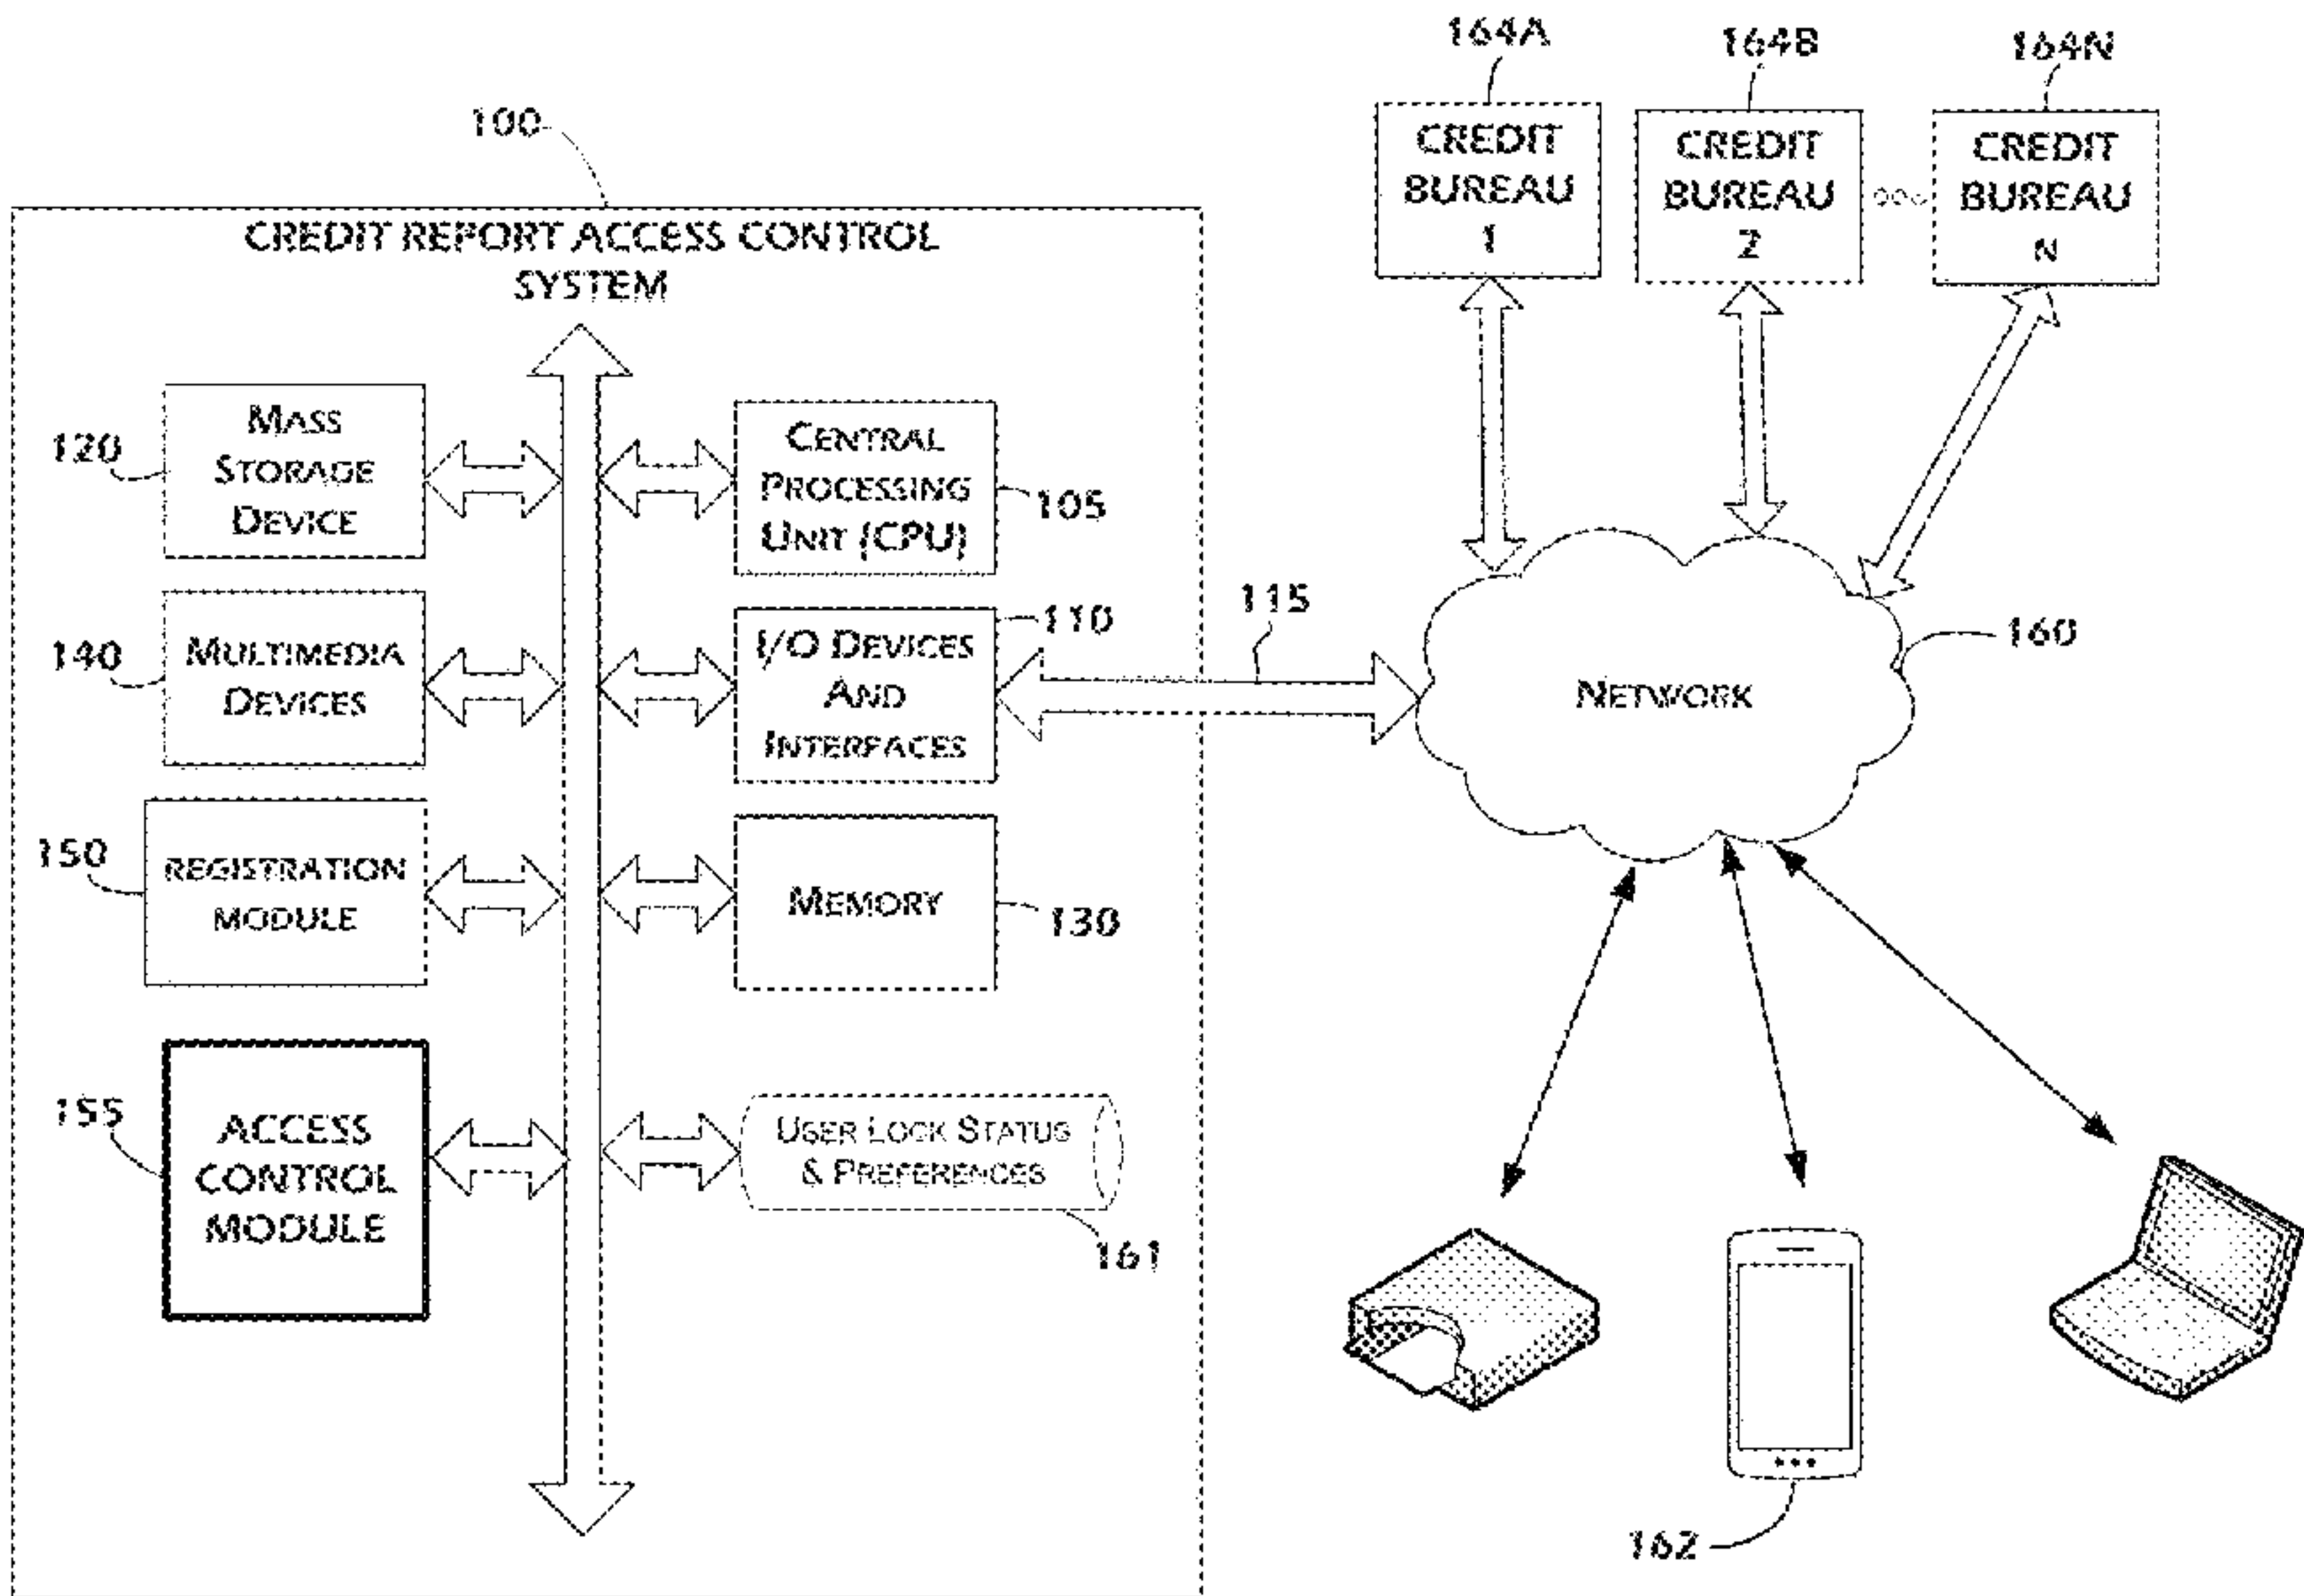 164A
164B
164N
100
CREDIT BUREAU 1
CREDIT BUREAU 2
CREDIT BUREAU N
CREDIT REPORT ACCESS CONTROL
SYSTEM
120
MASS
STORAGE
DEVICE
CENTRAL
PROCESSING
UNIT (CPU)
105
140
MULTIMEDIA
DEVICES
110
I/O DEVICES
AND
INTERFACES
115
NETWORK
160
150
REGISTRATION
MODULE
MEMORY
130
155
ACCESS
CONTROL
MODULE
USER LOCK STATUS
& PREFERENCES
161
162